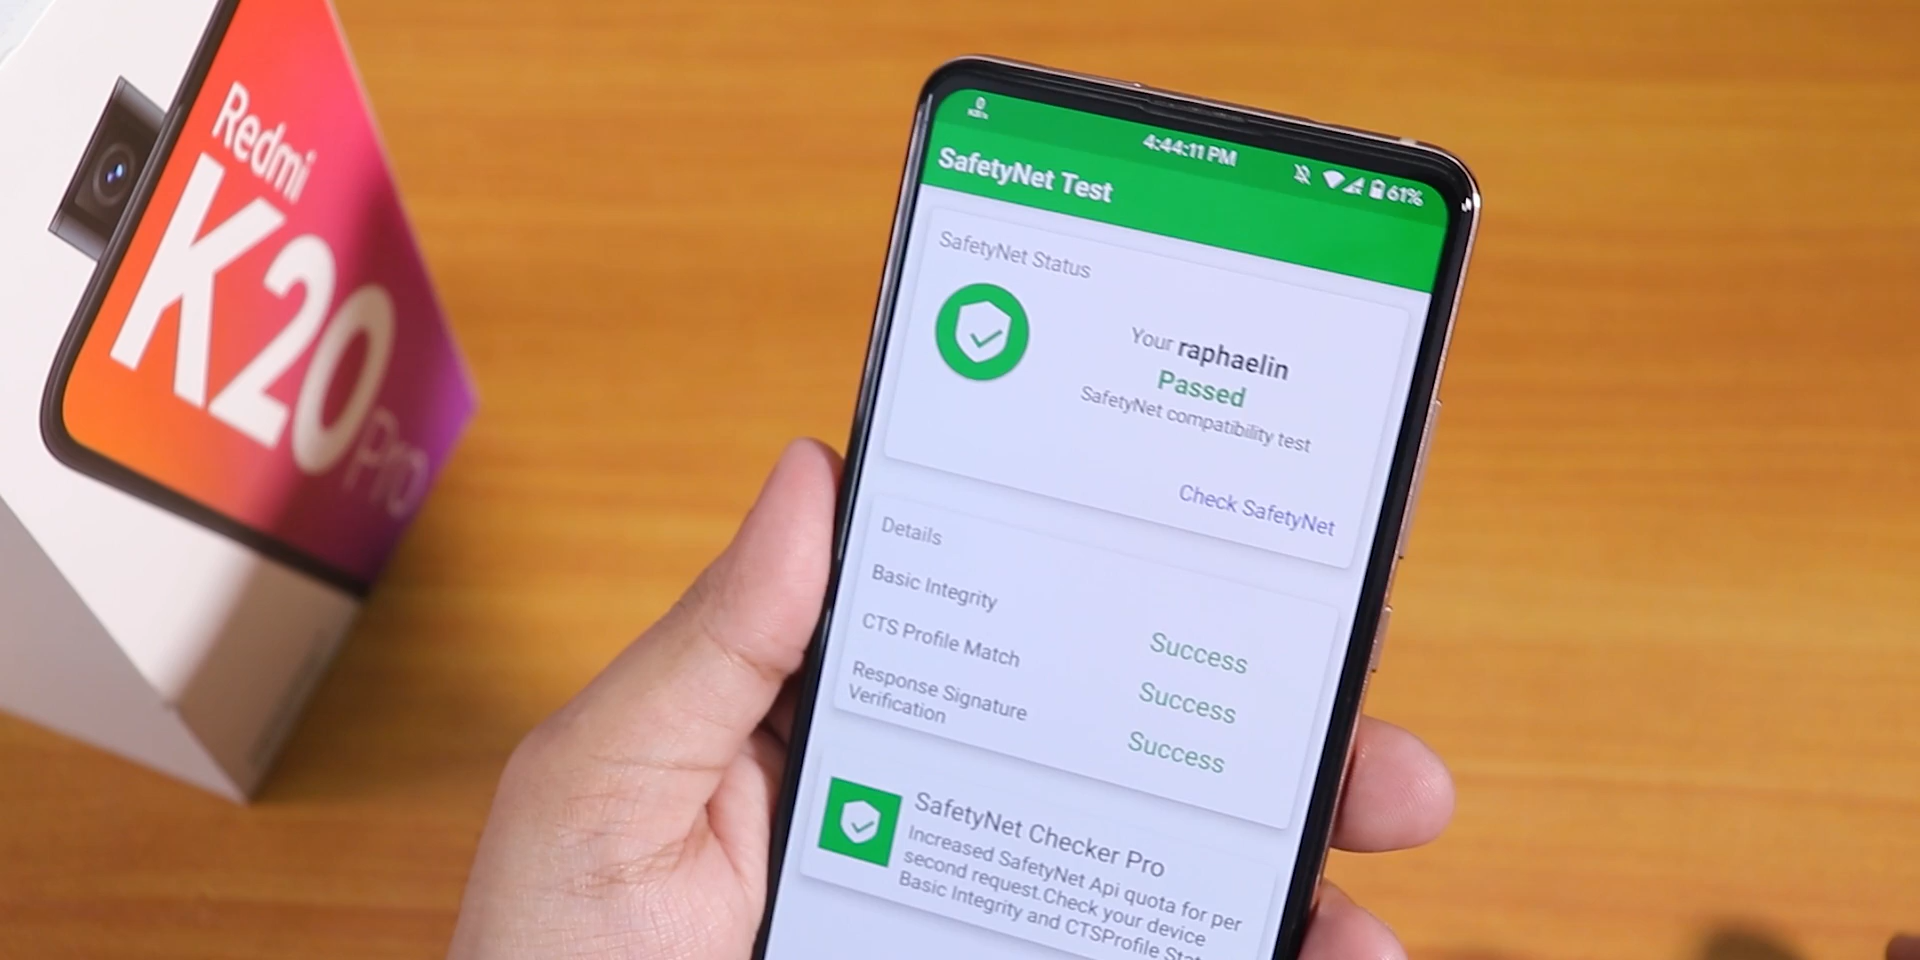 Redmi
K20
Pro
0
KB/s
4:44:11 PM
61%
SafetyNet Test
SafetyNet Status
Your raphaelin
Passed
SafetyNet compatibility test
Check SafetyNet
Details
Basic Integrity
Success
CTS Profile Match
Success
Response Signature
Verification
Success
SafetyNet Checker Pro
Increased SafetyNet Api quota for per
second request.Check your device
Basic Integrity and CTSProfile